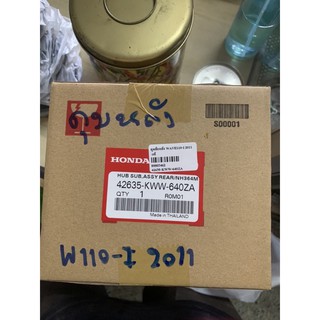 S00001
ดุมหลัง
HONDA
HUB SUB,ASSY REAR/NH364M
42635-KWW-640ZA
QTY 1 R0M01
Made in THAILAND
W110-I 2011